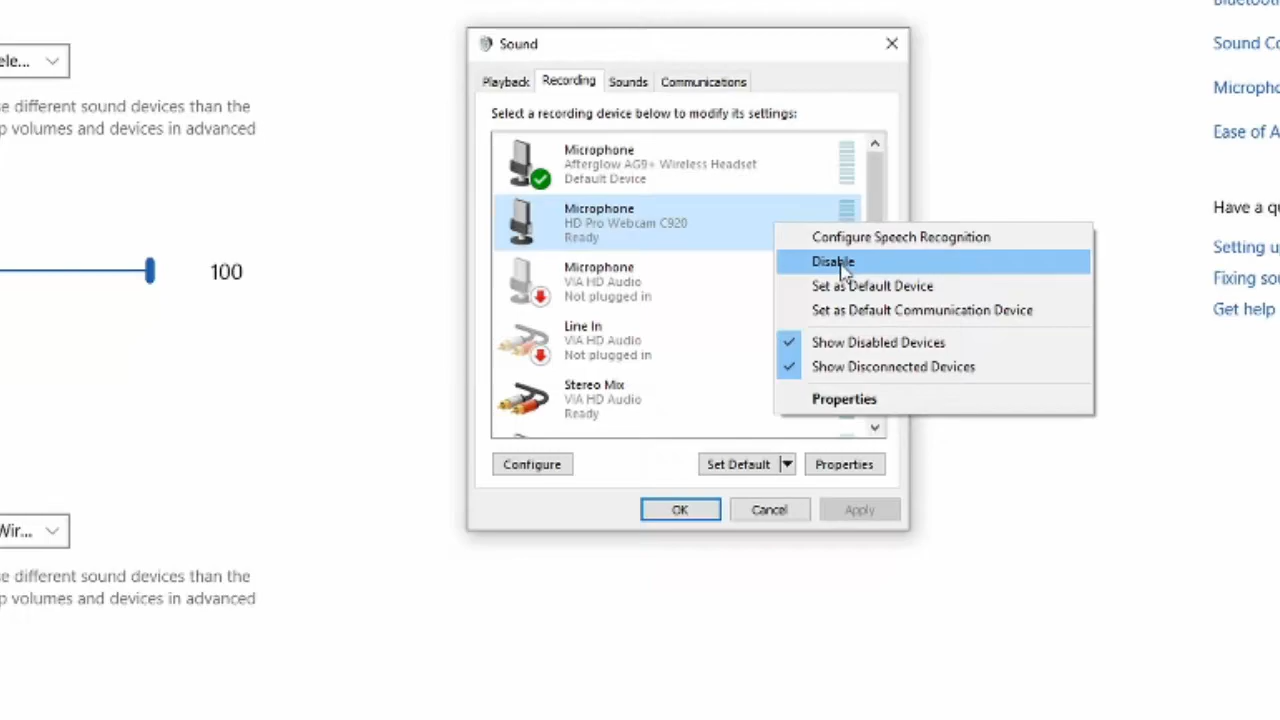 ele...
se different sound devices than the
p volumes and devices in advanced
100
Wir...
se different sound devices than the
p volumes and devices in advanced
Sound
Playback Recording Sounds Communications
Select a recording device below to modify its settings:
Microphone
Afterglow AG9+ Wireless Headset
Default Device
Microphone
HD Pro Webcam C920
Ready
Microphone
VIA HD Audio
Not plugged in
Line In
VIA HD Audio
Not plugged in
Stereo Mix
VIA HD Audio
Ready
Configure Set Default Properties
OK Cancel Apply
Configure Speech Recognition
Disable
Set as Default Device
Set as Default Communication Device
Show Disabled Devices
Show Disconnected Devices
Properties
Sound Co
Micropho
Ease of A
Have a qu
Setting up
Fixing sou
Get help